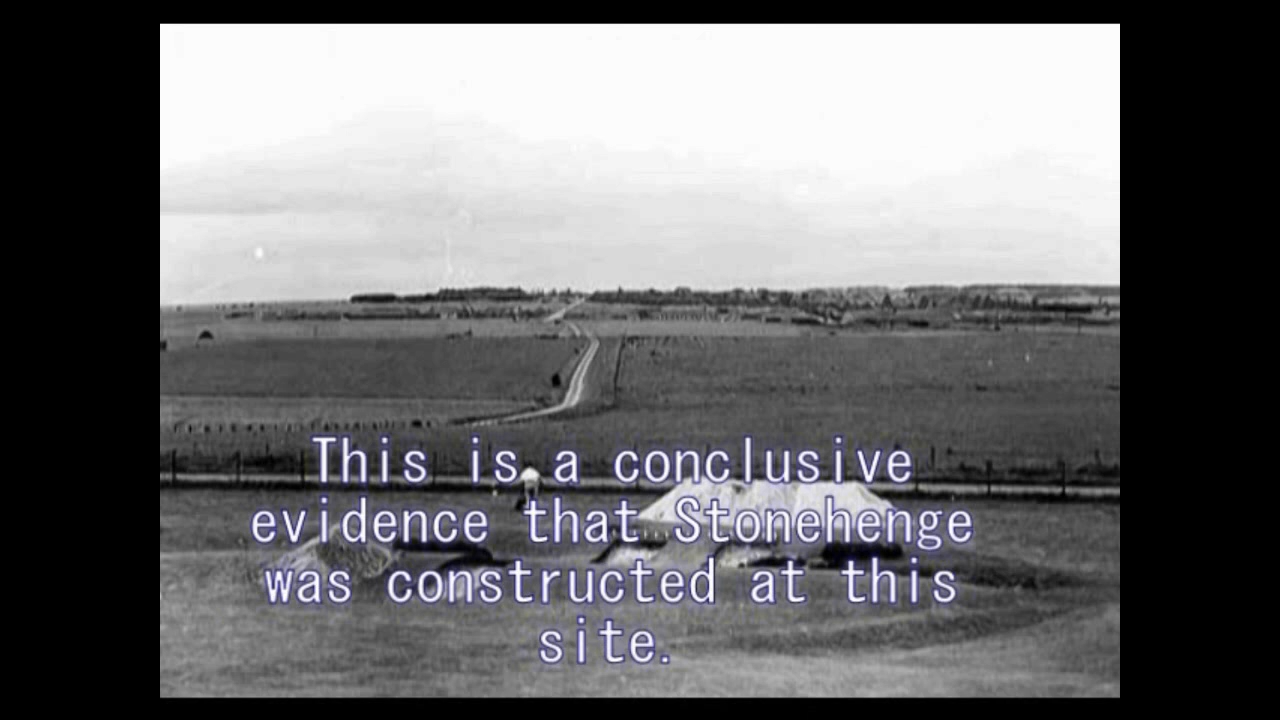 This is a conclusive
evidence that Stonehenge
was constructed at this
site.